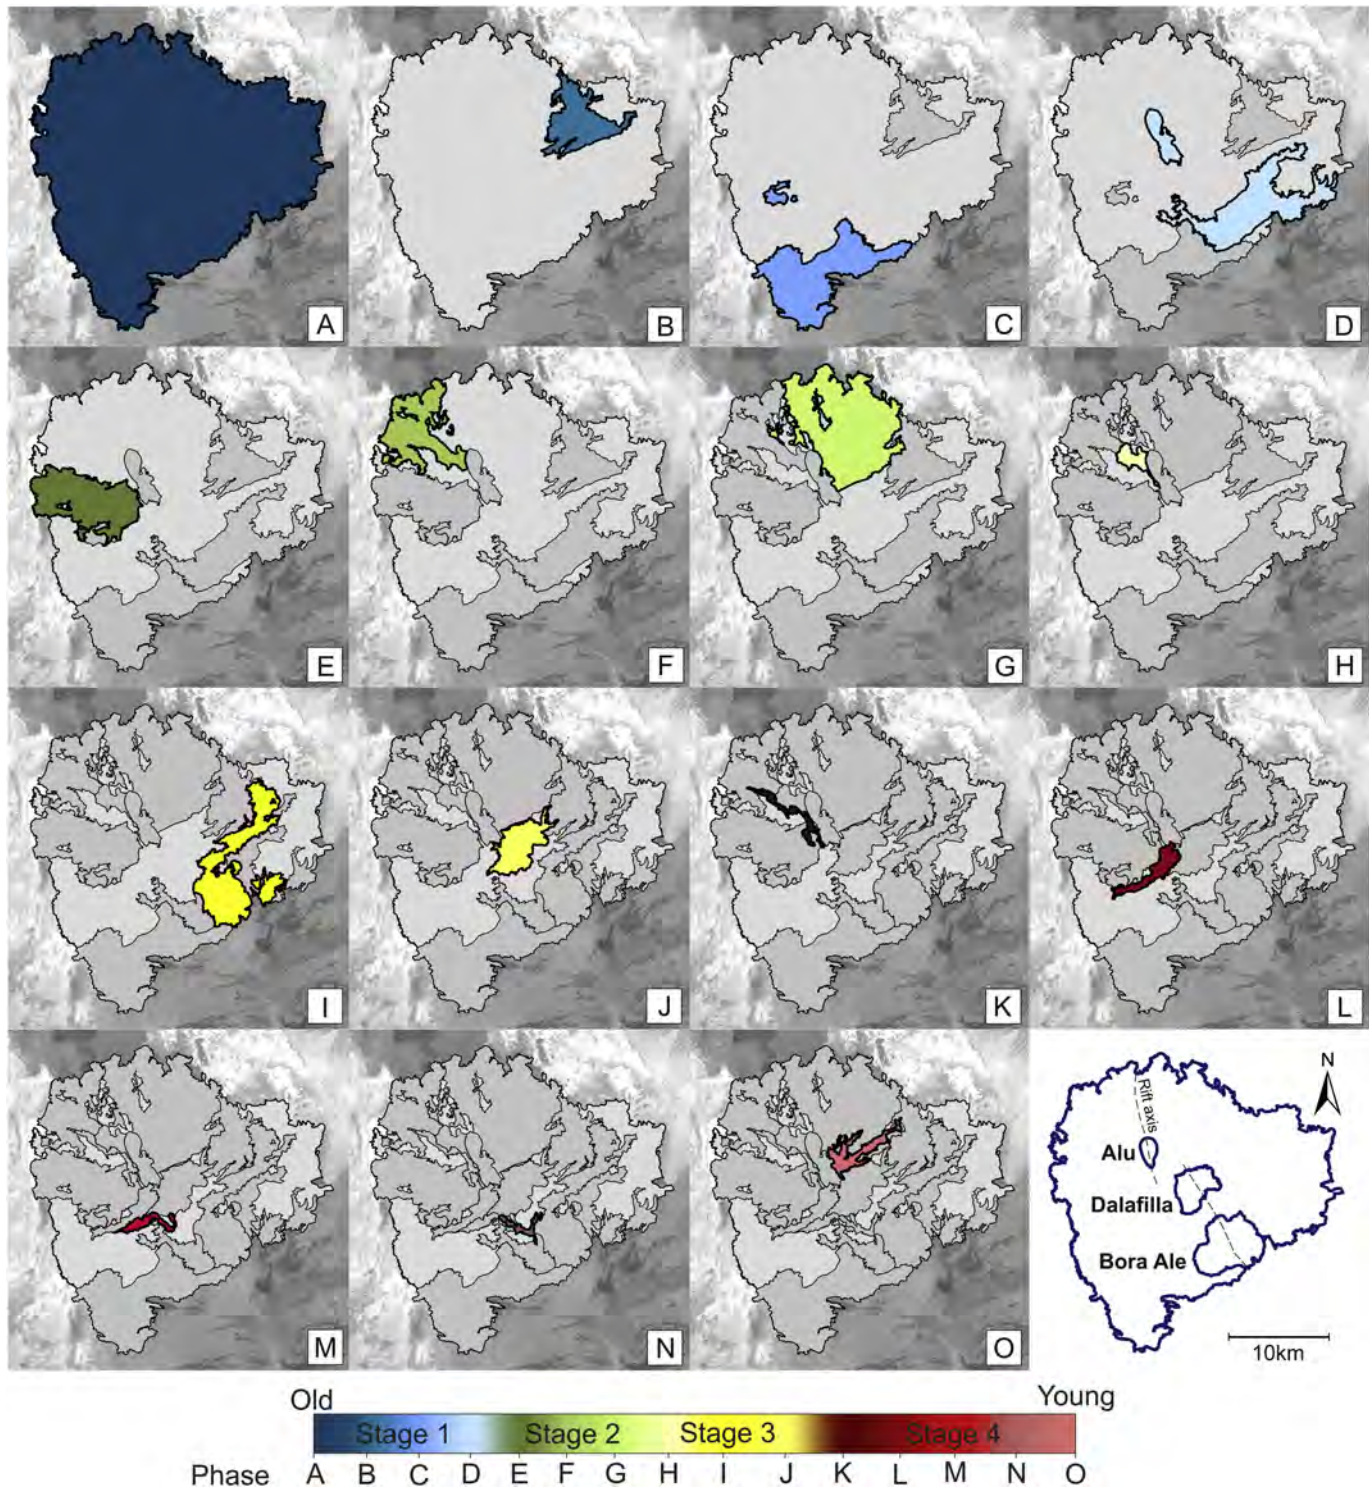 A
B
C
D
E
F
G
H
I
J
K
L
M
N
O
N
Rift axis
Alu
Dalafilla
Bora Ale
10km
Old Young
Stage 1 Stage 2 Stage 3 Stage 4
Phase A B C D E F G H I J K L M N O